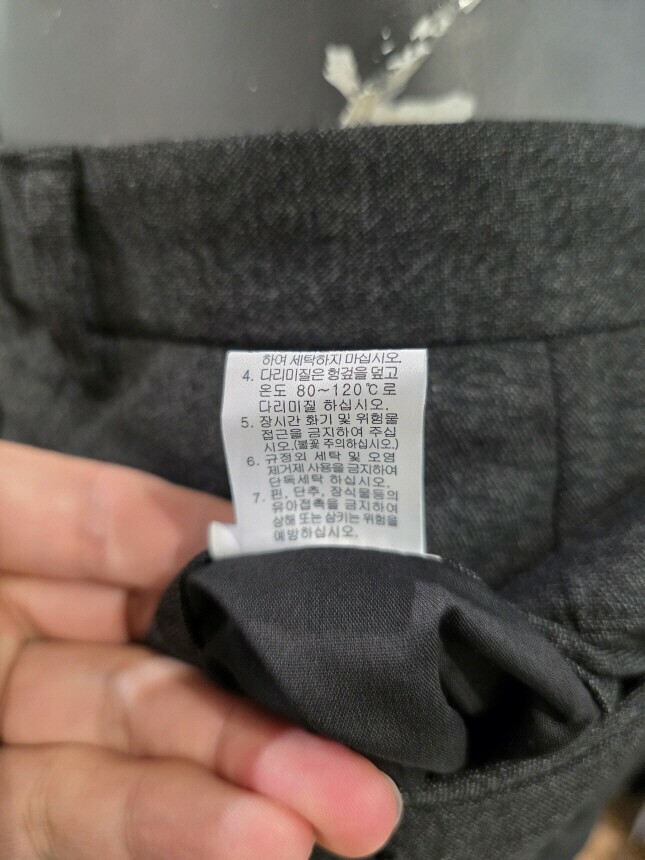 하여 세탁하지 마십시오.
4. 다리미질은 헝겊을 덮고
온도 80~120℃로
다리미질 하십시오.
5. 장시간 화기 및 위험물
접근을 금지하여 주십
시오.(불꽃 주의하십시오.)
6. 규정외 세탁 및 오염
제거제 사용을 금지하여
단독세탁 하십시오.
7. 핀, 단추, 장식물등의
유아접촉을 금지하여
상해 또는 삼키는 위험을
예방하십시오.